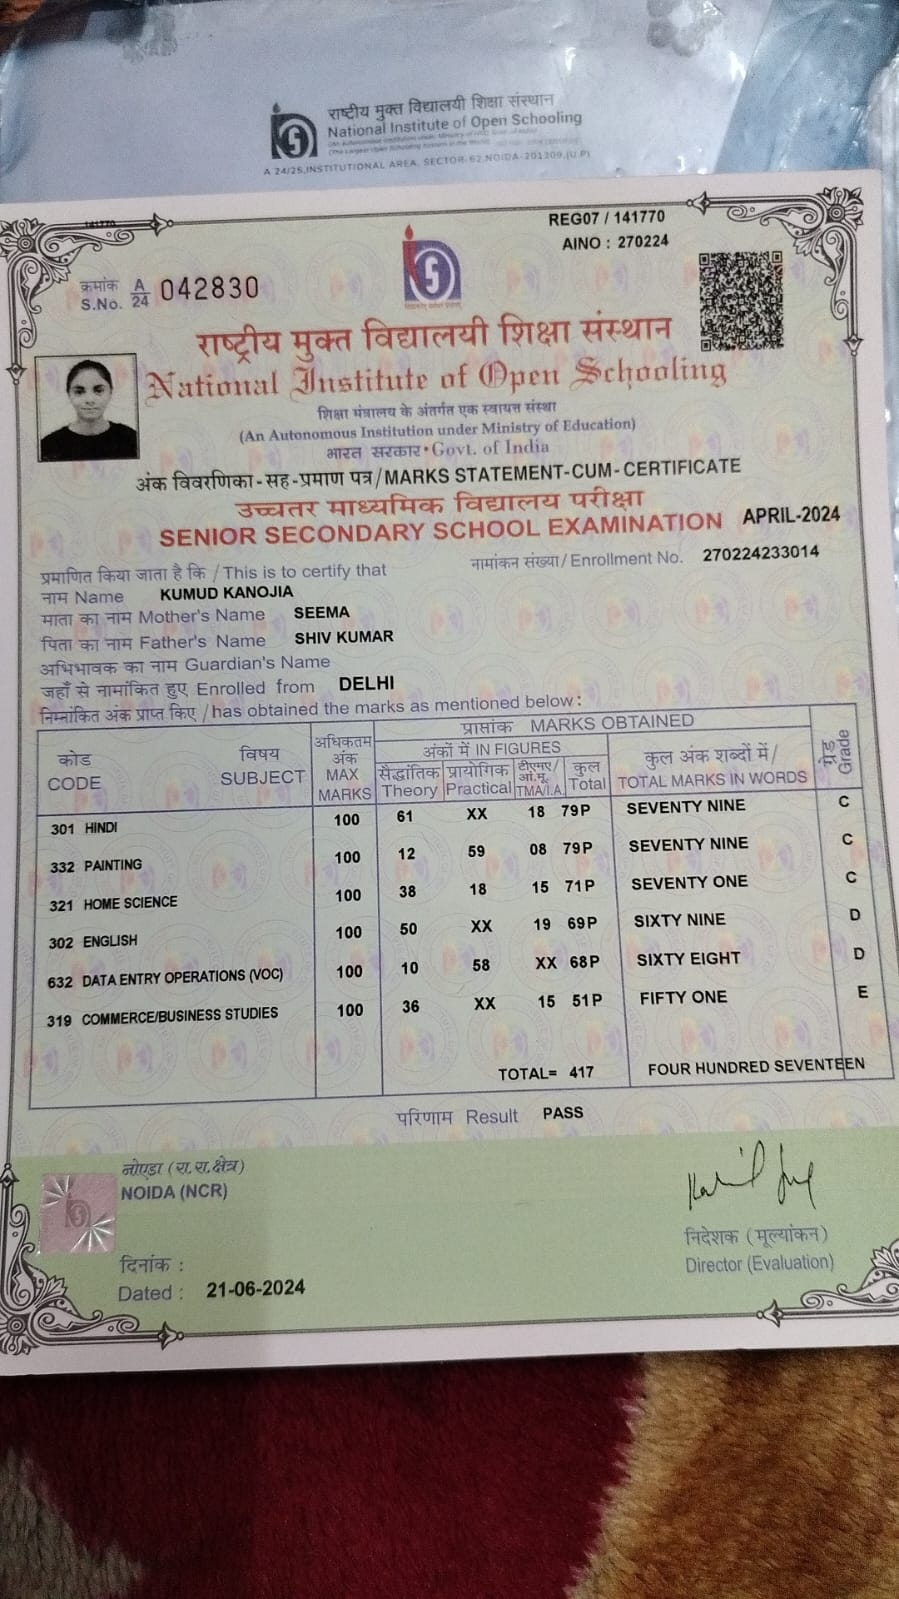 राष्ट्रीय मुक्त विद्यालयी शिक्षा संस्थान
National Institute of Open Schooling
A 24/25,INSTITUTIONAL AREA, SECTOR-62,NOIDA-201309,(U.P)
REG07 / 141770
141770
AINO : 270224
क्रमांक
S.No. A/24 042830
राष्ट्रीय मुक्त विद्यालयी शिक्षा संस्थान
National Institute of Open Schooling
शिक्षा मंत्रालय के अंतर्गत एक स्वायत्त संस्था
(An Autonomous Institution under Ministry of Education)
भारत सरकार • Govt. of India
अंक विवरणिका-सह-प्रमाण पत्र/MARKS STATEMENT-CUM-CERTIFICATE
उच्चतर माध्यमिक विद्यालय परीक्षा
SENIOR SECONDARY SCHOOL EXAMINATION APRIL-2024
नामांकन संख्या/Enrollment No. 270224233014
प्रमाणित किया जाता है कि / This is to certify that
नाम Name KUMUD KANOJIA
माता का नाम Mother's Name SEEMA
पिता का नाम Father's Name SHIV KUMAR
अभिभावक का नाम Guardian's Name
जहाँ से नामांकित हुए Enrolled from DELHI
निम्नांकित अंक प्राप्त किए / has obtained the marks as mentioned below :
कोड CODE
विषय SUBJECT
अधिकतम अंक MAX MARKS
प्राप्तांक MARKS OBTAINED
अंकों में IN FIGURES
सैद्धांतिक Theory
प्रायोगिक Practical
टीएमए/आं.मू. TMA/I.A.
कुल Total
कुल अंक शब्दों में/ TOTAL MARKS IN WORDS
ग्रेड Grade
301 HINDI 100 61 XX 18 79P SEVENTY NINE C
332 PAINTING 100 12 59 08 79P SEVENTY NINE C
321 HOME SCIENCE 100 38 18 15 71P SEVENTY ONE C
302 ENGLISH 100 50 XX 19 69P SIXTY NINE D
632 DATA ENTRY OPERATIONS (VOC) 100 10 58 XX 68P SIXTY EIGHT D
319 COMMERCE/BUSINESS STUDIES 100 36 XX 15 51P FIFTY ONE E
TOTAL= 417 FOUR HUNDRED SEVENTEEN
परिणाम Result PASS
नोएडा (रा.रा.क्षेत्र)
NOIDA (NCR)
निदेशक (मूल्यांकन)
Director (Evaluation)
दिनांक :
Dated : 21-06-2024